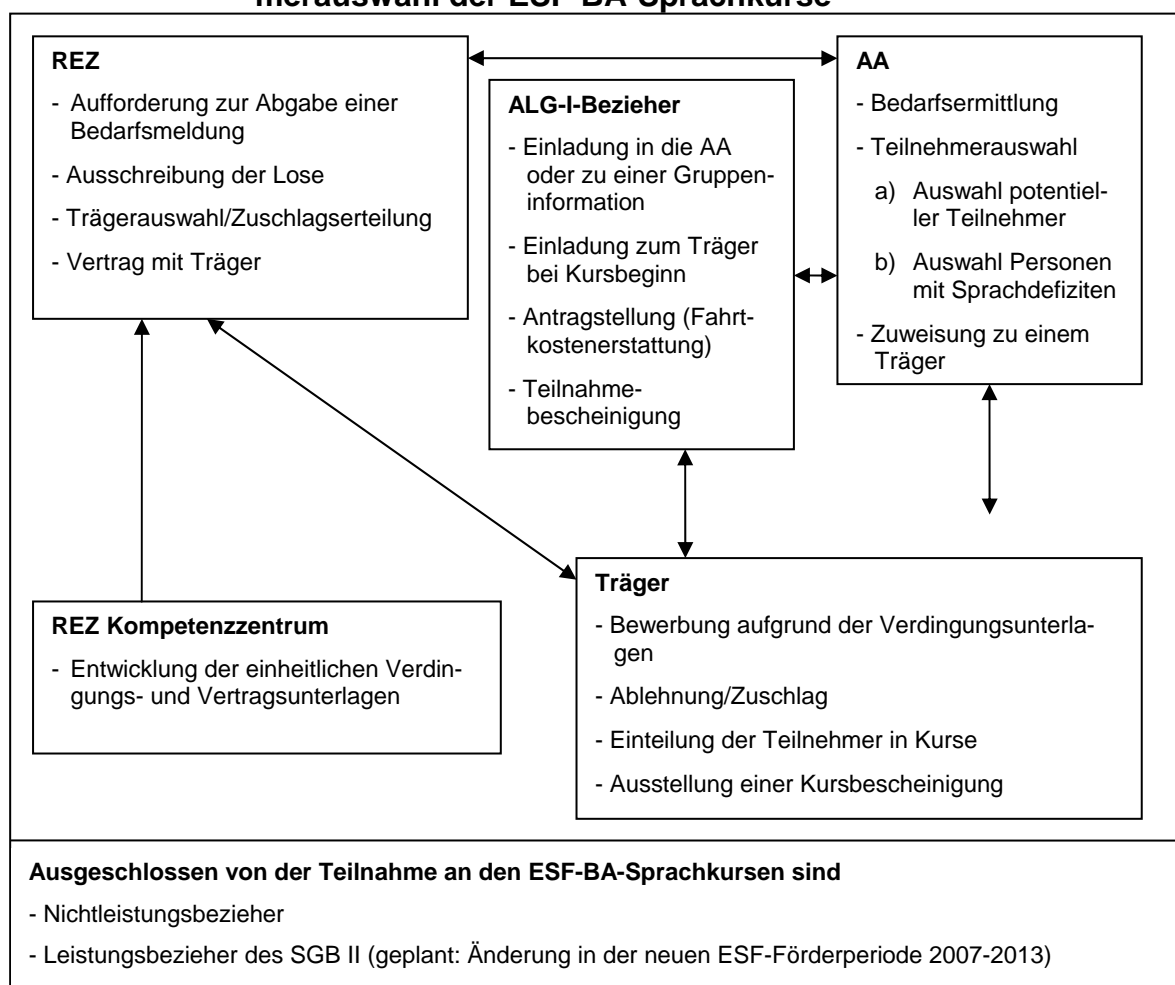 merauswahl der ESF-BA-Sprachkurse
REZ
- Aufforderung zur Abgabe einer
Bedarfsmeldung
- Ausschreibung der Lose
- Trägerauswahl/Zuschlagserteilung
- Vertrag mit Träger
ALG-I-Bezieher
- Einladung in die AA
oder zu einer Gruppen-
information
- Einladung zum Träger
bei Kursbeginn
- Antragstellung (Fahrt-
kostenerstattung)
- Teilnahme-
bescheinigung
AA
- Bedarfsermittlung
- Teilnehmerauswahl
a) Auswahl potentiel-
ler Teilnehmer
b) Auswahl Personen
mit Sprachdefiziten
- Zuweisung zu einem
Träger
REZ Kompetenzzentrum
- Entwicklung der einheitlichen Verdin-
gungs- und Vertragsunterlagen
Träger
- Bewerbung aufgrund der Verdingungsunterla-
gen
- Ablehnung/Zuschlag
- Einteilung der Teilnehmer in Kurse
- Ausstellung einer Kursbescheinigung
Ausgeschlossen von der Teilnahme an den ESF-BA-Sprachkursen sind
- Nichtleistungsbezieher
- Leistungsbezieher des SGB II (geplant: Änderung in der neuen ESF-Förderperiode 2007-2013)